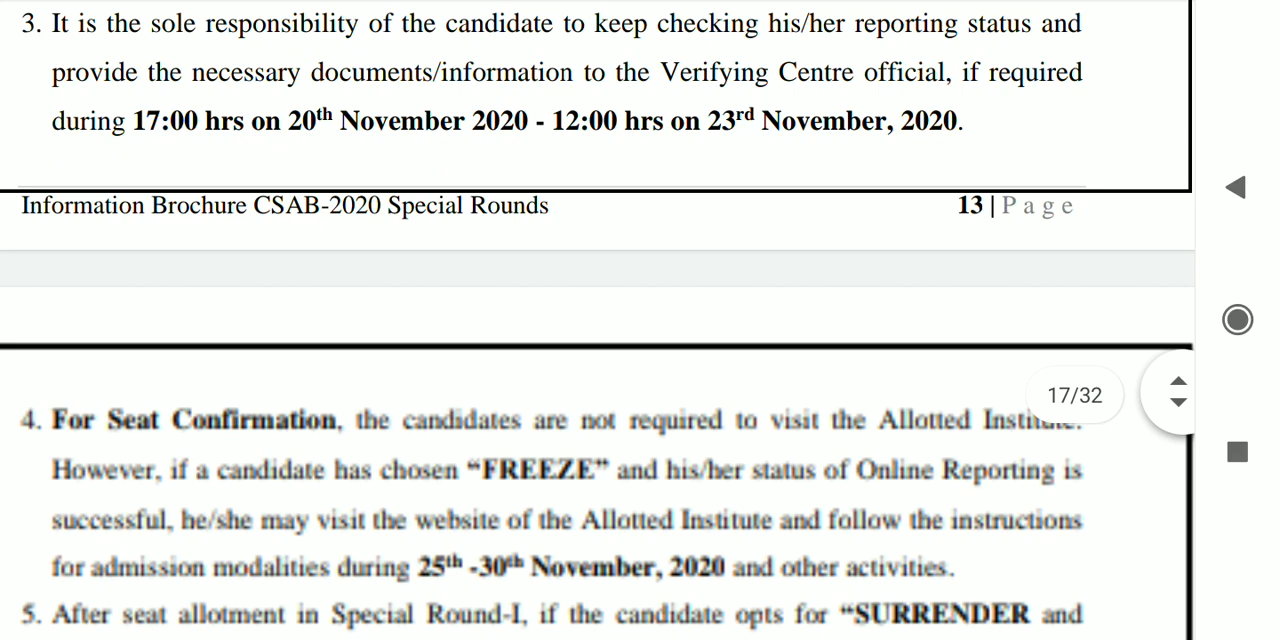 3. It is the sole responsibility of the candidate to keep checking his/her reporting status and
provide the necessary documents/information to the Verifying Centre official, if required
during 17:00 hrs on 20th November 2020 - 12:00 hrs on 23rd November, 2020.
Information Brochure CSAB-2020 Special Rounds 13 | P a g e
17/32
4. For Seat Confirmation, the candidates are not required to visit the Allotted
However, if a candidate has chosen “FREEZE” and his/her status of Online Reporting is
successful, he/she may visit the website of the Allotted Institute and follow the instructions
for admission modalities during 25th -30th November, 2020 and other activities.
5. After seat allotment in Special Round-I, if the candidate opts for “SURRENDER and